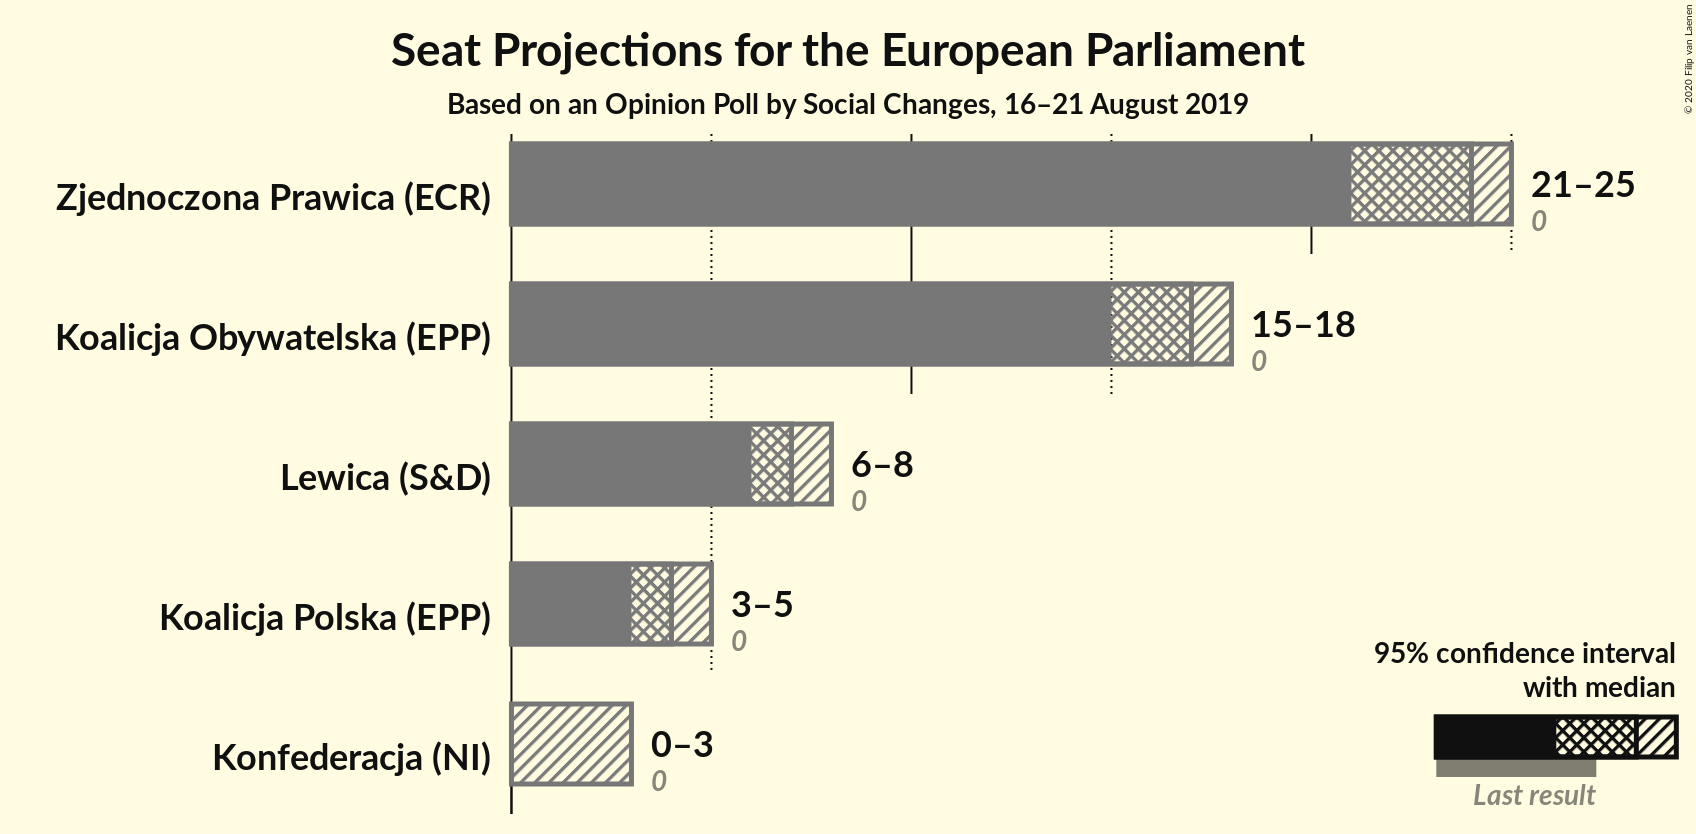 Seat Projections for the European Parliament
Based on an Opinion Poll by Social Changes, 16–21 August 2019
© 2020 Filip van Laenen
Zjednoczona Prawica (ECR)
21–25
0
Koalicja Obywatelska (EPP)
15–18
0
Lewica (S&D)
6–8
0
Koalicja Polska (EPP)
3–5
0
Konfederacja (NI)
0–3
0
95% confidence interval
with median
Last result